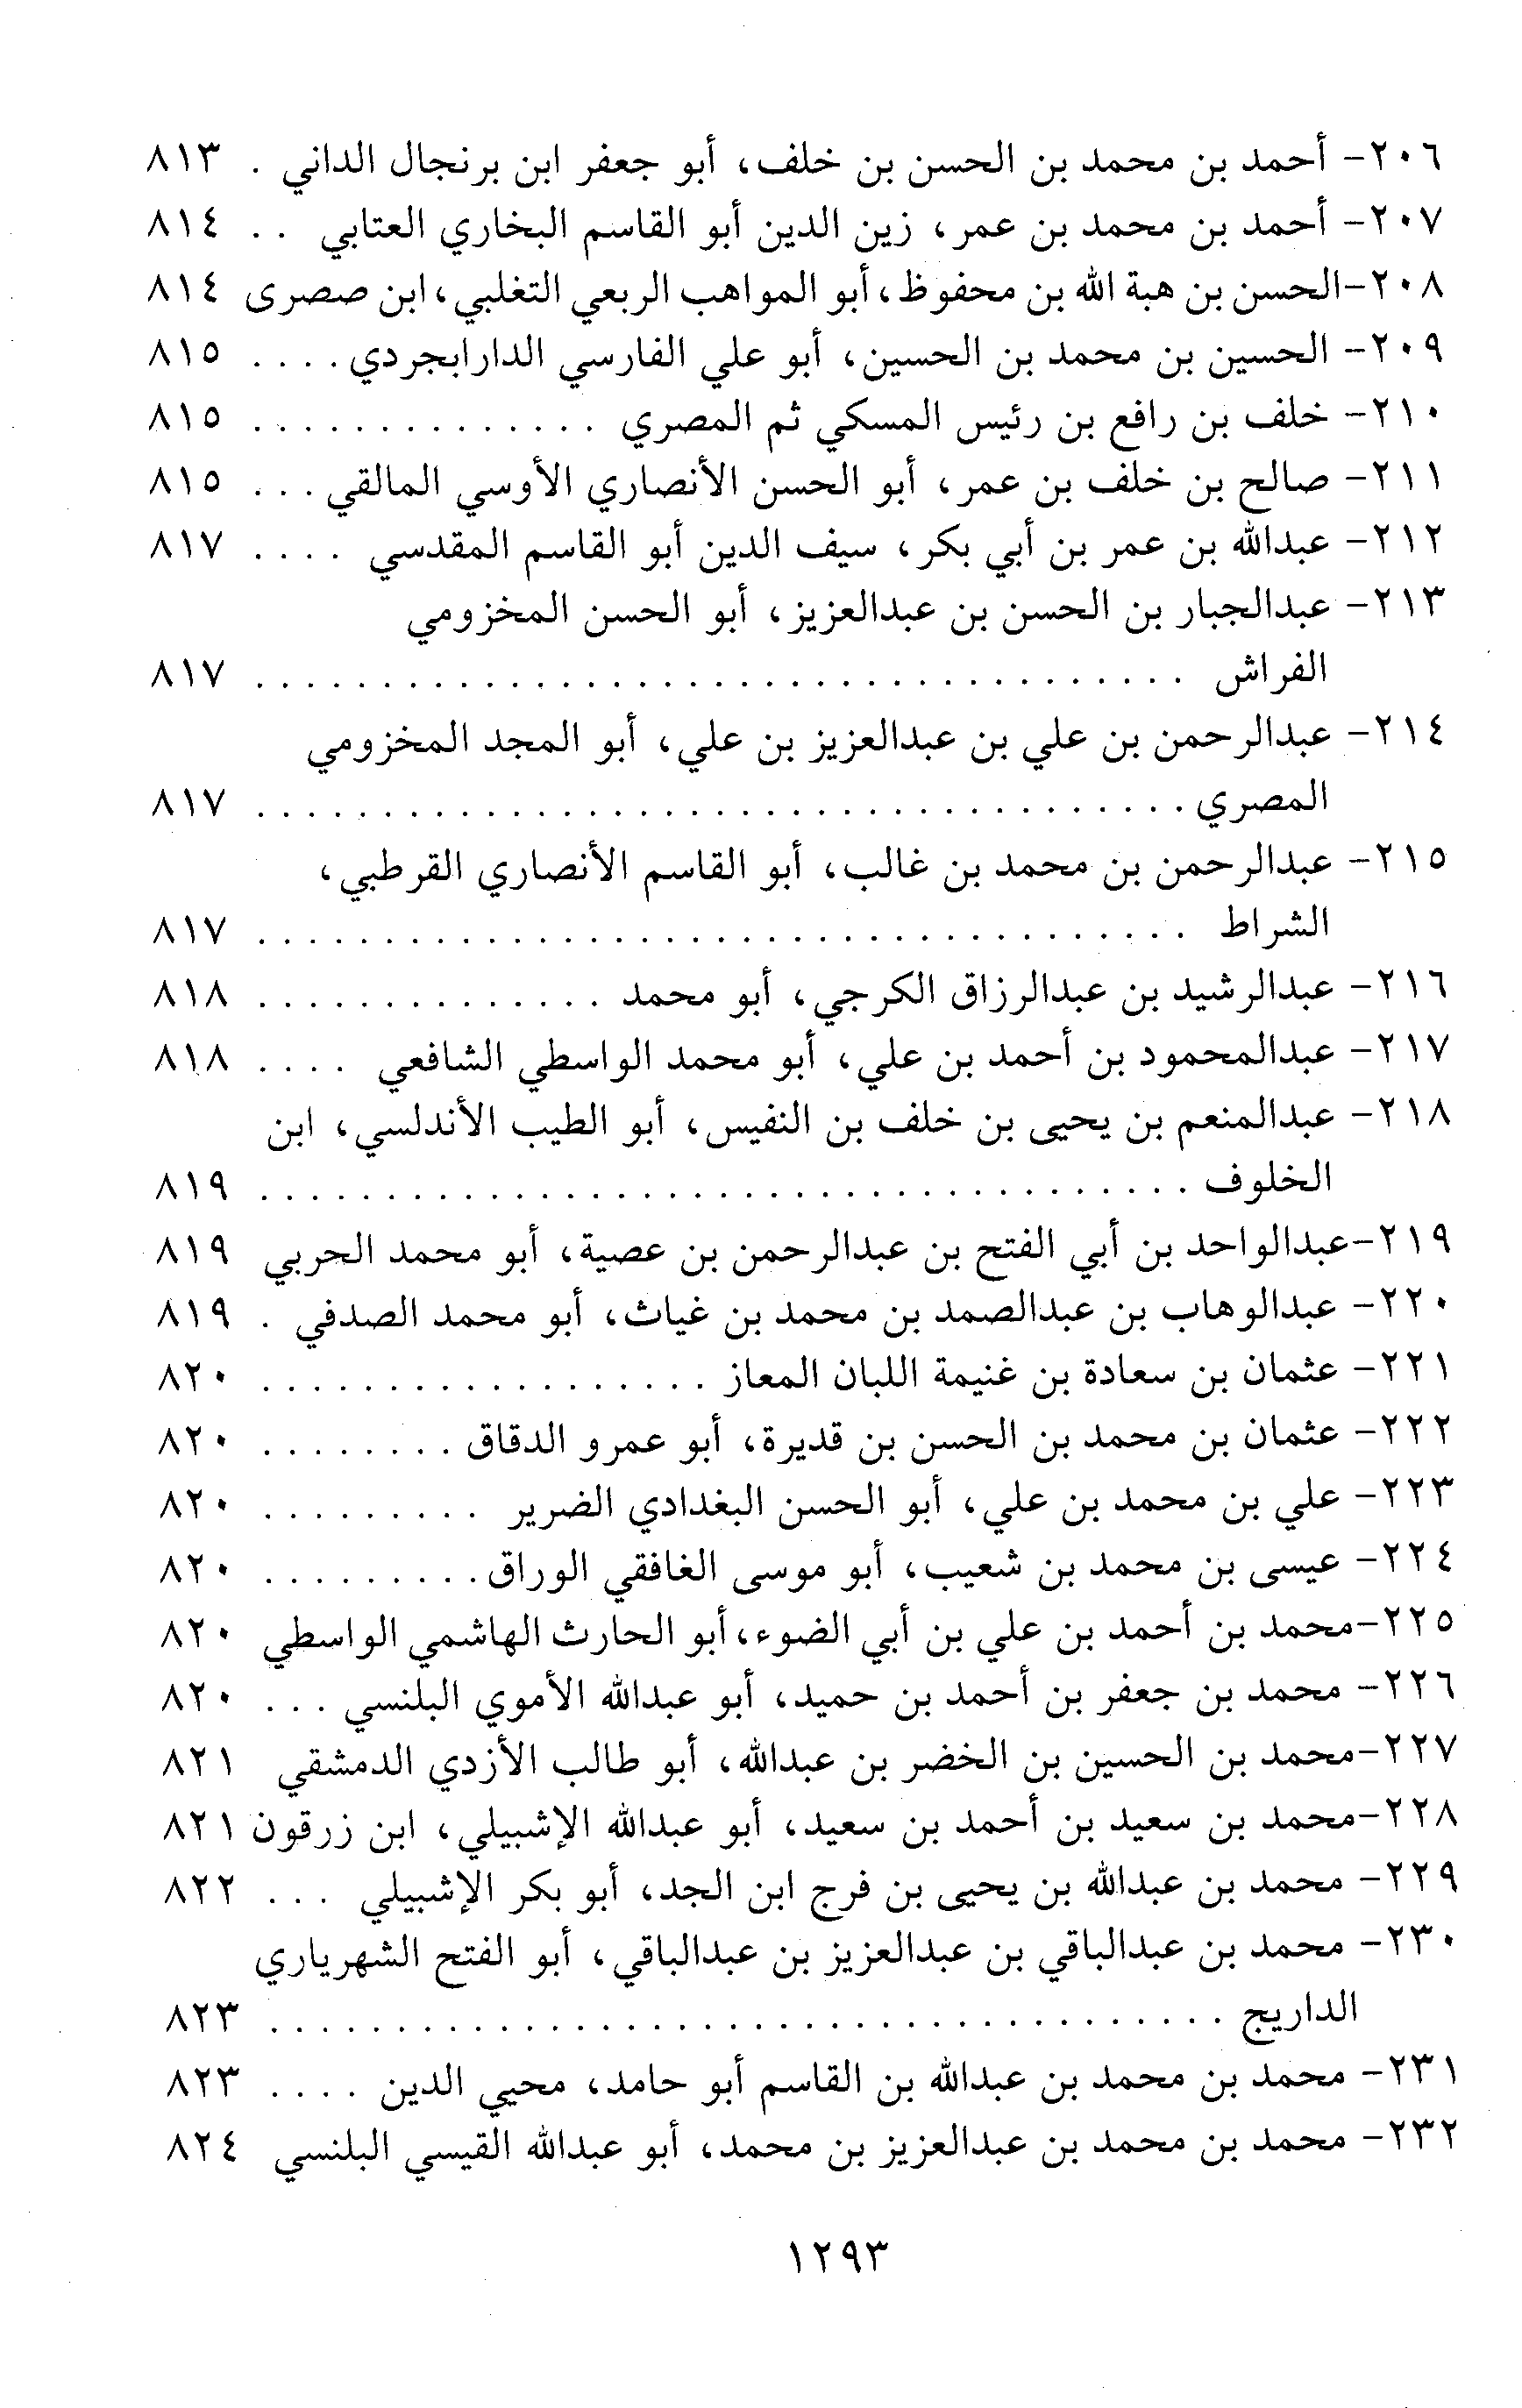 ٢٠٦- أحمد بن محمد بن الحسن بن خلف، أبو جعفر ابن برنجال الداني . ٨١٣
٢٠٧- أحمد بن محمد بن عمر، زين الدين أبو القاسم البخاري العتابي . . ٨١٤
٢٠٨-الحسن بن هبة الله بن محفوظ، أبو المواهب الربعي التغلبي، ابن صصرى ٨١٤
٢٠٩- الحسين بن محمد بن الحسين، أبو علي الفارسي الدارابجردي . . . . ٨١٥
٢١٠- خلف بن رافع بن رئيس المسكي ثم المصري . . . . . . . . . . . . . . ٨١٥
٢١١- صالح بن خلف بن عمر، أبو الحسن الأنصاري الأوسي المالقي . . . ٨١٥
٢١٢- عبدالله بن عمر بن أبي بكر، سيف الدين أبو القاسم المقدسي . . . . ٨١٧
٢١٣- عبدالجبار بن الحسن بن عبدالعزيز، أبو الحسن المخزومي
الفراش . . . . . . . . . . . . . . . . . . . . . . . . . . . . . . . . . . . . . ٨١٧
٢١٤- عبدالرحمن بن علي بن عبدالعزيز بن علي، أبو المجد المخزومي
المصري . . . . . . . . . . . . . . . . . . . . . . . . . . . . . . . . . . . . . ٨١٧
٢١٥- عبدالرحمن بن محمد بن غالب، أبو القاسم الأنصاري القرطبي،
الشراط . . . . . . . . . . . . . . . . . . . . . . . . . . . . . . . . . . . . . ٨١٧
٢١٦- عبدالرشيد بن عبدالرزاق الكرجي، أبو محمد . . . . . . . . . . . . . . ٨١٨
٢١٧- عبدالمحمود بن أحمد بن علي، أبو محمد الواسطي الشافعي . . . . ٨١٨
٢١٨- عبدالمنعم بن يحيى بن خلف بن النفيس، أبو الطيب الأندلسي، ابن
الخلوف . . . . . . . . . . . . . . . . . . . . . . . . . . . . . . . . . . . . . ٨١٩
٢١٩-عبدالواحد بن أبي الفتح بن عبدالرحمن بن عصية، أبو محمد الحربي ٨١٩
٢٢٠- عبدالوهاب بن عبدالصمد بن محمد بن غياث، أبو محمد الصدفي . ٨١٩
٢٢١- عثمان بن سعادة بن غنيمة اللبان المعاز . . . . . . . . . . . . . . . . . . ٨٢٠
٢٢٢- عثمان بن محمد بن الحسن بن قديرة، أبو عمرو الدقاق . . . . . . . . ٨٢٠
٢٢٣- علي بن محمد بن علي، أبو الحسن البغدادي الضرير . . . . . . . . . ٨٢٠
٢٢٤- عيسى بن محمد بن شعيب، أبو موسى الغافقي الوراق . . . . . . . . . ٨٢٠
٢٢٥-محمد بن أحمد بن علي بن أبي الضوء، أبو الحارث الهاشمي الواسطي ٨٢٠
٢٢٦- محمد بن جعفر بن أحمد بن حميد، أبو عبدالله الأموي البلنسي . . . ٨٢٠
٢٢٧-محمد بن الحسين بن الخضر بن عبدالله، أبو طالب الأزدي الدمشقي ٨٢١
٢٢٨-محمد بن سعيد بن أحمد بن سعيد، أبو عبدالله الإشبيلي، ابن زرقون ٨٢١
٢٢٩- محمد بن عبدالله بن يحيى بن فرج ابن الجد، أبو بكر الإشبيلي . . . ٨٢٢
٢٣٠- محمد بن عبدالباقي بن عبدالعزيز بن عبدالباقي، أبو الفتح الشهرياري
الداريج . . . . . . . . . . . . . . . . . . . . . . . . . . . . . . . . . . . . . . ٨٢٣
٢٣١- محمد بن محمد بن عبدالله بن القاسم أبو حامد، محيي الدين . . . . ٨٢٣
٢٣٢- محمد بن محمد بن عبدالعزيز بن محمد، أبو عبدالله القيسي البلنسي ٨٢٤
١٢٩٣